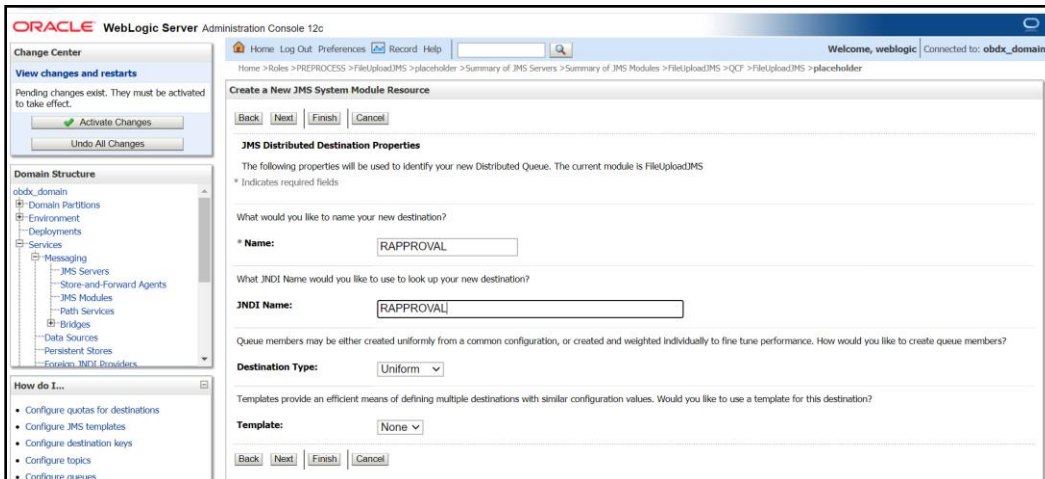 ORACLE WebLogic Server Administration Console 12c
Change Center
View changes and restarts
Pending changes exist. They must be activated
to take effect.
Activate Changes
Undo All Changes
Domain Structure
obdx_domain
Domain Partitions
Environment
Deployments
Services
Messaging
JMS Servers
Store-and-Forward Agents
JMS Modules
Path Services
Bridges
Data Sources
Persistent Stores
Foreign JNDI Providers
How do I...
Configure quotas for destinations
Configure JMS templates
Configure destination keys
Configure topics
Configure queues
Home Log Out Preferences Record Help
Welcome, weblogic Connected to: obdx_domain
Home >Roles >PREPROCESS >FileUploadJMS >placeholder >Summary of JMS Servers >Summary of JMS Modules >FileUploadJMS >QCF >FileUploadJMS >placeholder
Create a New JMS System Module Resource
Back Next Finish Cancel
JMS Distributed Destination Properties
The following properties will be used to identify your new Distributed Queue. The current module is FileUploadJMS
* Indicates required fields
What would you like to name your new destination?
* Name: RAPPROVAL
What JNDI Name would you like to use to look up your new destination?
JNDI Name: RAPPROVAL
Queue members may be either created uniformly from a common configuration, or created and weighted individually to fine tune performance. How would you like to create queue members?
Destination Type: Uniform
Templates provide an efficient means of defining multiple destinations with similar configuration values. Would you like to use a template for this destination?
Template: None
Back Next Finish Cancel